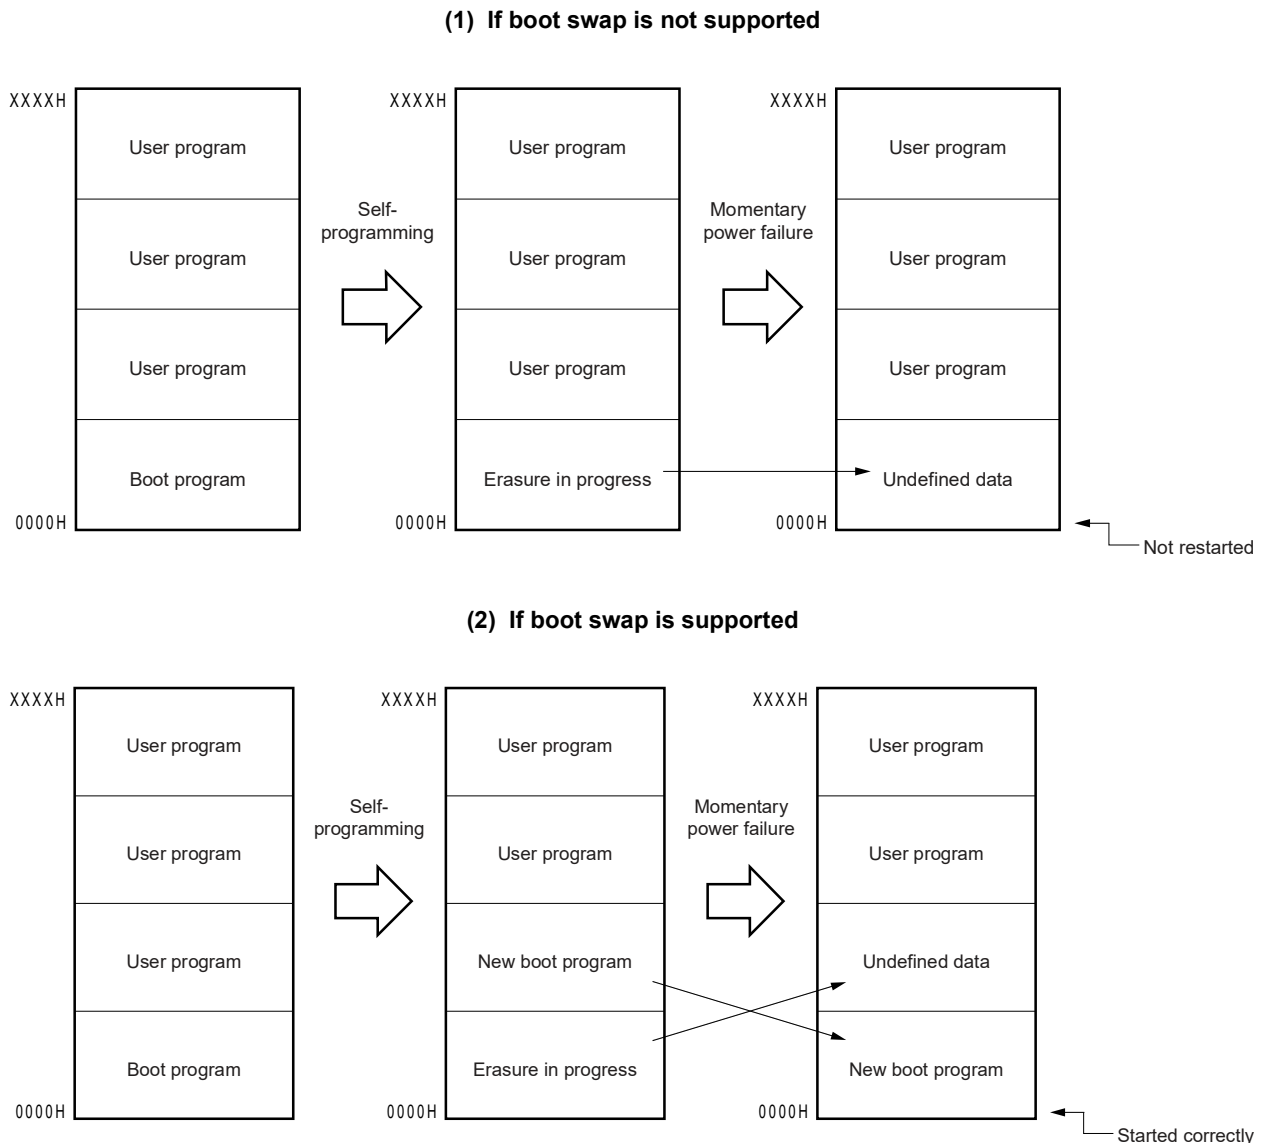 (1) If boot swap is not supported
XXXXH
XXXXH
XXXXH
User program
User program
User program
Self-
programming
Momentary
power failure
User program
User program
User program
User program
User program
User program
Boot program
Erasure in progress
Undefined data
0000H
0000H
0000H
Not restarted
(2) If boot swap is supported
XXXXH
XXXXH
XXXXH
User program
User program
User program
Self-
programming
Momentary
power failure
User program
User program
User program
User program
New boot program
Undefined data
Boot program
Erasure in progress
New boot program
0000H
0000H
0000H
Started correctly